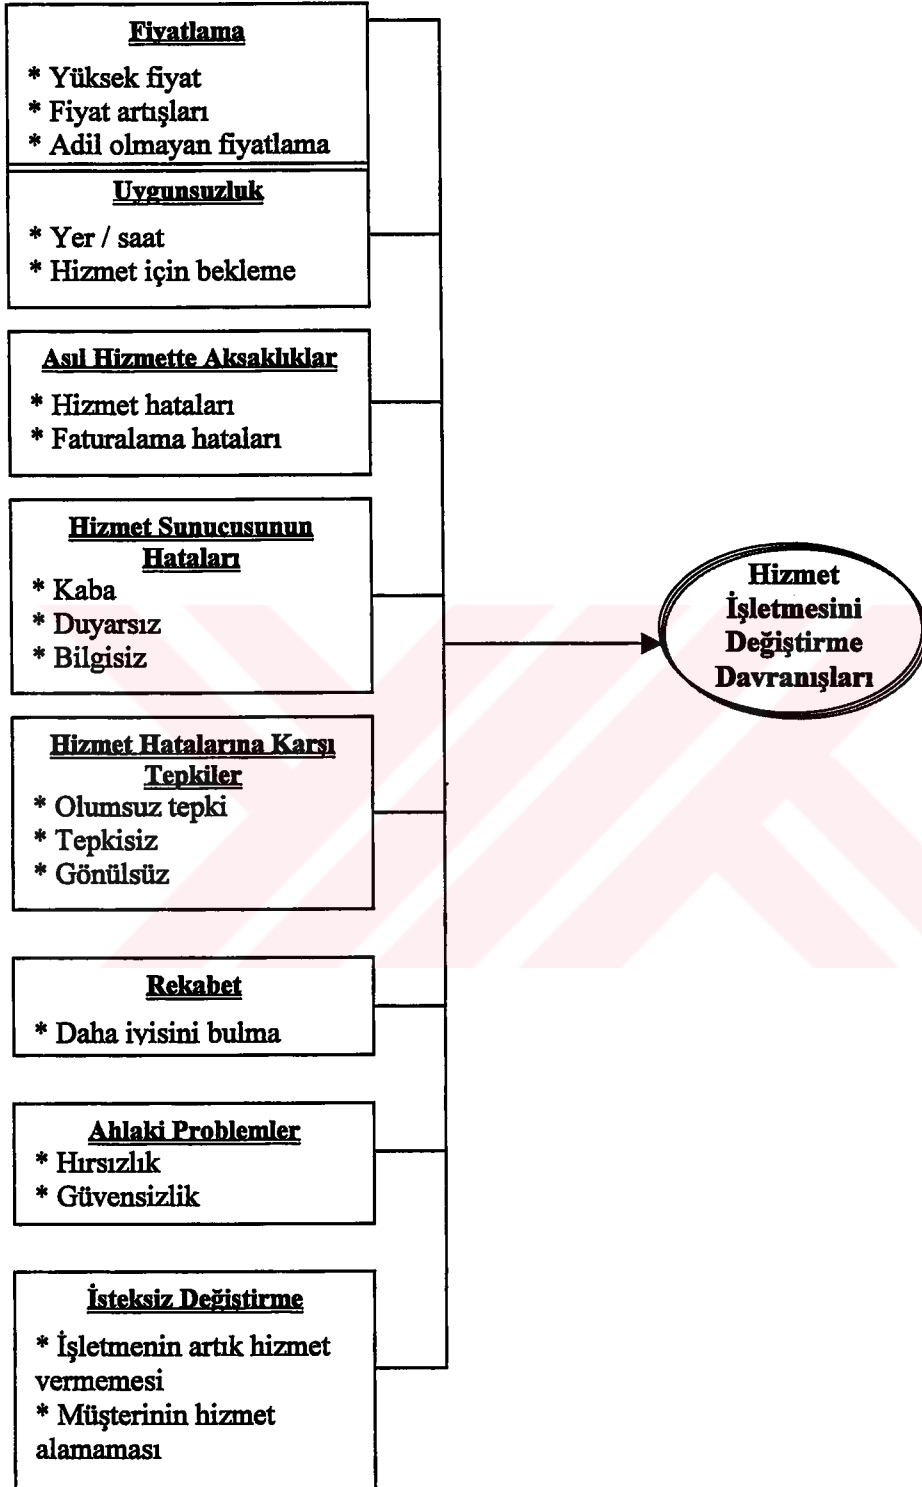 Fiyatlama
* Yüksek fiyat
* Fiyat artışları
* Adil olmayan fiyatlama
Uygunsuzluk
* Yer / saat
* Hizmet için bekleme
Asıl Hizmette Aksaklıklar
* Hizmet hataları
* Faturalama hataları
Hizmet Sunucusunun
Hataları
* Kaba
* Duyarsız
* Bilgisiz
Hizmet Hatalarına Karşı
Tepkiler
* Olumsuz tepki
* Tepkisiz
* Gönülsüz
Rekabet
* Daha iyisini bulma
Ahlaki Problemler
* Hırsızlık
* Güvensizlik
İsteksiz Değiştirme
* İşletmenin artık hizmet
vermemesi
* Müşterinin hizmet
alamaması
Hizmet
İşletmesini
Değiştirme
Davranışları